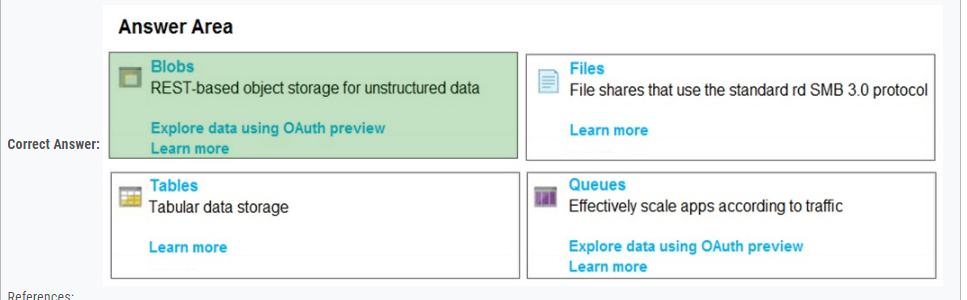 Answer Area
Blobs
REST-based object storage for unstructured data
Explore data using OAuth preview
Learn more
Files
File shares that use the standard rd SMB 3.0 protocol
Learn more
Correct Answer:
Tables
Tabular data storage
Learn more
Queues
Effectively scale apps according to traffic
Explore data using OAuth preview
Learn more
References: